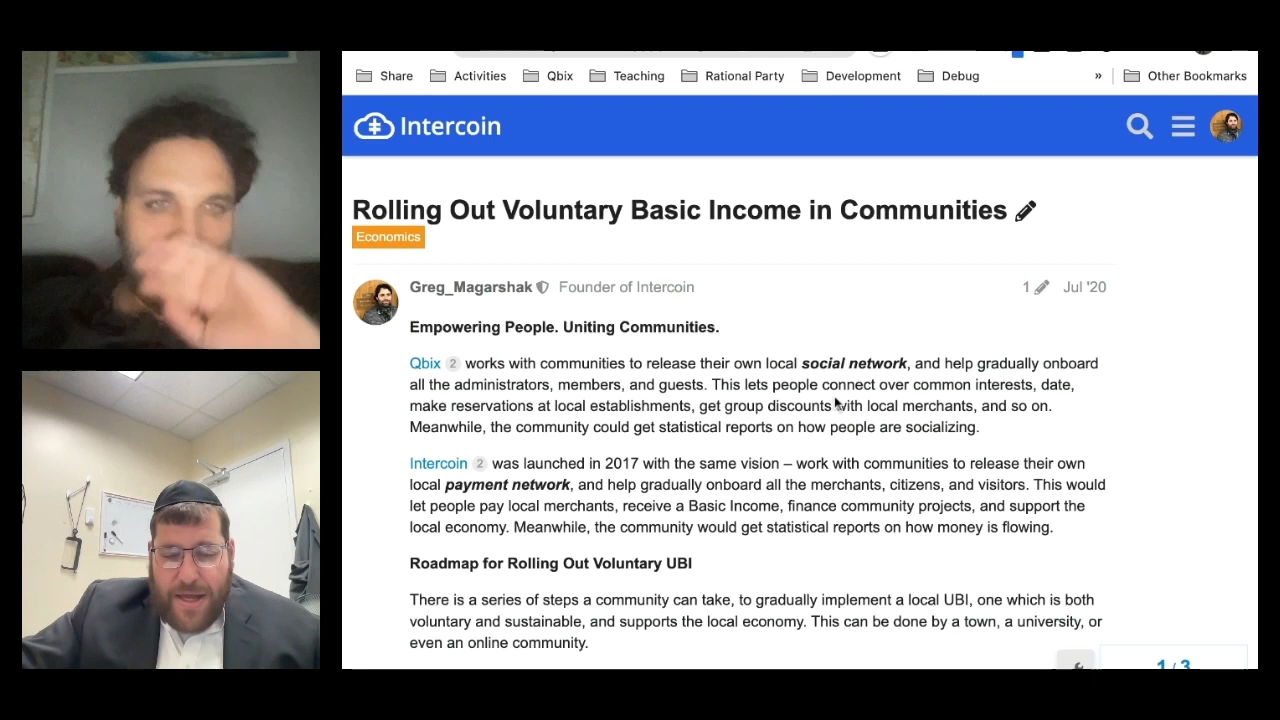 Share Activities Qbix Teaching Rational Party Development Debug » Other Bookmarks
Intercoin
Rolling Out Voluntary Basic Income in Communities
Economics
Greg_Magarshak Founder of Intercoin 1 Jul '20
Empowering People. Uniting Communities.
Qbix 2 works with communities to release their own local social network, and help gradually onboard
all the administrators, members, and guests. This lets people connect over common interests, date,
make reservations at local establishments, get group discounts with local merchants, and so on.
Meanwhile, the community could get statistical reports on how people are socializing.
Intercoin 2 was launched in 2017 with the same vision – work with communities to release their own
local payment network, and help gradually onboard all the merchants, citizens, and visitors. This would
let people pay local merchants, receive a Basic Income, finance community projects, and support the
local economy. Meanwhile, the community would get statistical reports on how money is flowing.
Roadmap for Rolling Out Voluntary UBI
There is a series of steps a community can take, to gradually implement a local UBI, one which is both
voluntary and sustainable, and supports the local economy. This can be done by a town, a university, or
even an online community.
1 / 3